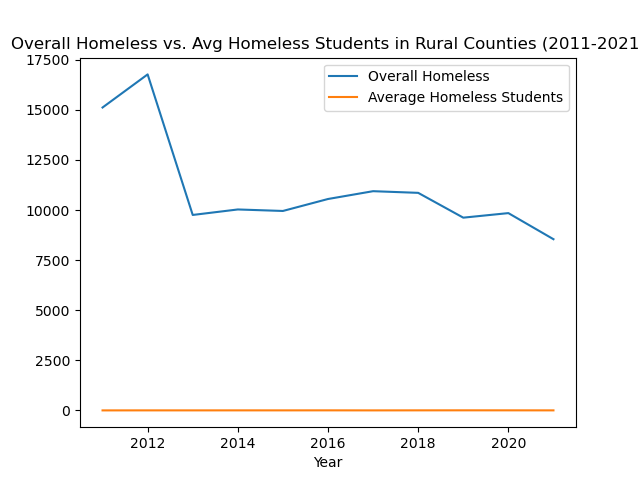 Overall Homeless vs. Avg Homeless Students in Rural Counties (2011-2021
17500
15000
12500
10000
7500
5000
2500
0
Overall Homeless
Average Homeless Students
2012 2014 2016 2018 2020
Year